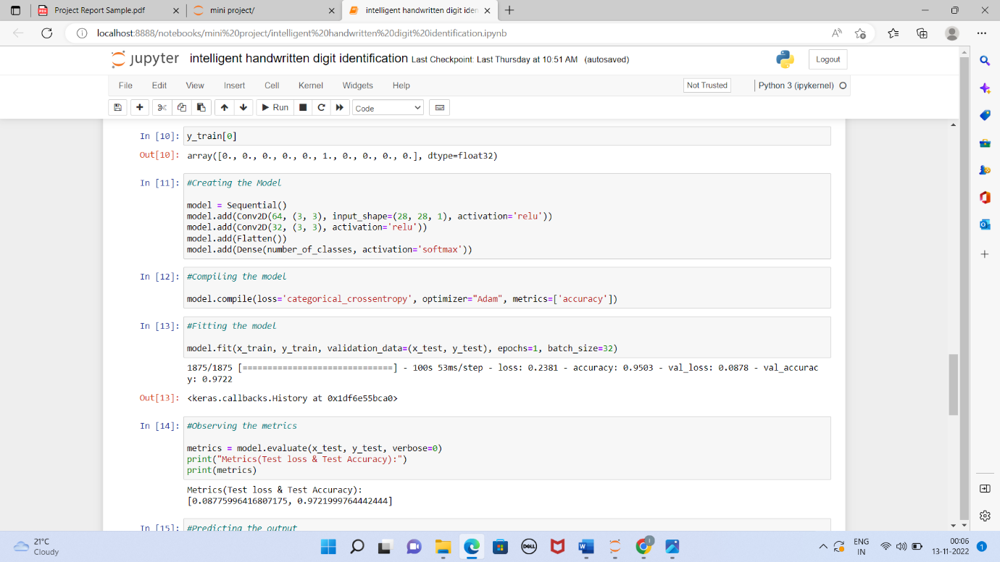 Project Report Sample.pdf
mini project/
intelligent handwritten digit iden
localhost:8888/notebooks/mini%20project/intelligent%20handwritten%20digit%20identification.ipynb
jupyter intelligent handwritten digit identification Last Checkpoint: Last Thursday at 10:51 AM (autosaved)
Logout
File Edit View Insert Cell Kernel Widgets Help
Not Trusted
Python 3 (ipykernel)
Run
Code
In [10]: y_train[0]
Out[10]: array([0., 0., 0., 0., 0., 1., 0., 0., 0., 0.], dtype=float32)
In [11]: #Creating the Model
model = Sequential()
model.add(Conv2D(64, (3, 3), input_shape=(28, 28, 1), activation='relu'))
model.add(Conv2D(32, (3, 3), activation='relu'))
model.add(Flatten())
model.add(Dense(number_of_classes, activation='softmax'))
In [12]: #Compiling the model
model.compile(loss='categorical_crossentropy', optimizer="Adam", metrics=['accuracy'])
In [13]: #Fitting the model
model.fit(x_train, y_train, validation_data=(x_test, y_test), epochs=1, batch_size=32)
1875/1875 [==============================] - 100s 53ms/step - loss: 0.2381 - accuracy: 0.9503 - val_loss: 0.0878 - val_accurac
y: 0.9722
Out[13]: <keras.callbacks.History at 0x1df6e55bca0>
In [14]: #Observing the metrics
metrics = model.evaluate(x_test, y_test, verbose=0)
print("Metrics(Test loss & Test Accuracy):")
print(metrics)
Metrics(Test loss & Test Accuracy):
[0.08775996416807175, 0.9721999764442444]
In [15]: #Predicting the output
21°C
Cloudy
DELL
ENG
IN
00:06
13-11-2022
1